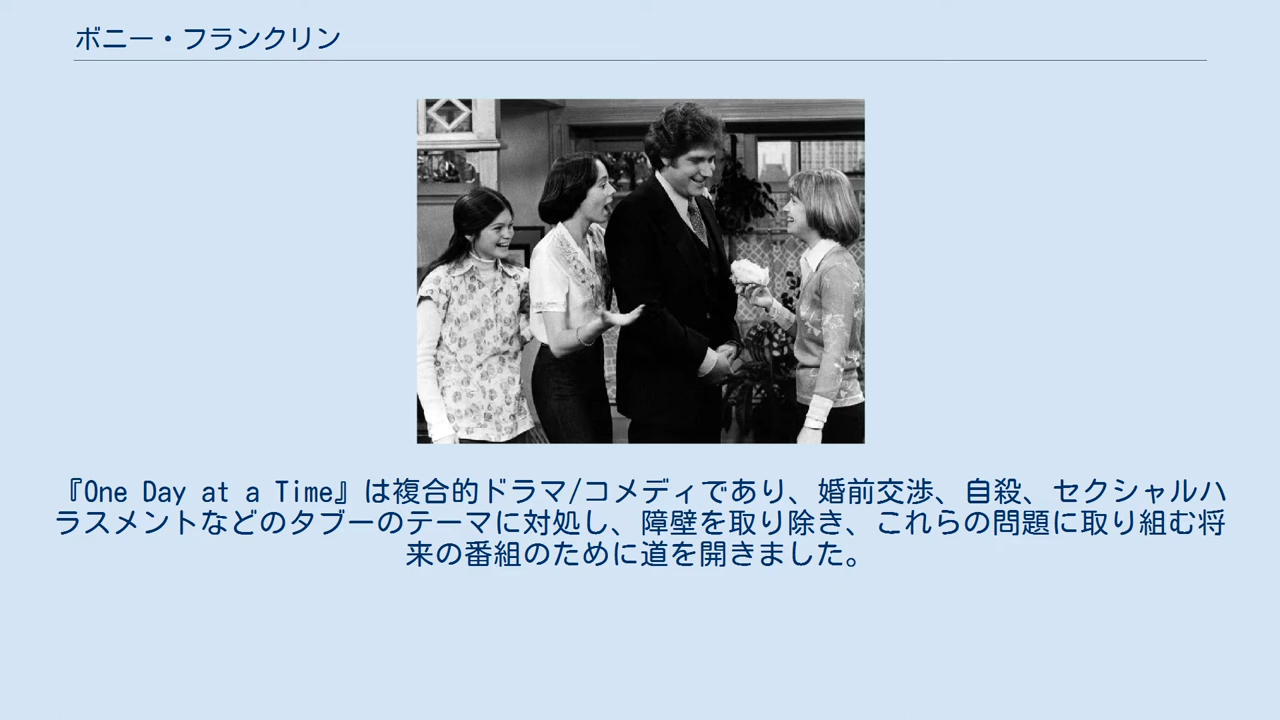 ボニー・フランクリン
『One Day at a Time』は複合的ドラマ/コメディであり、婚前交渉、自殺、セクシャルハ
ラスメントなどのタブーのテーマに対処し、障壁を取り除き、これらの問題に取り組む将
来の番組のために道を開きました。